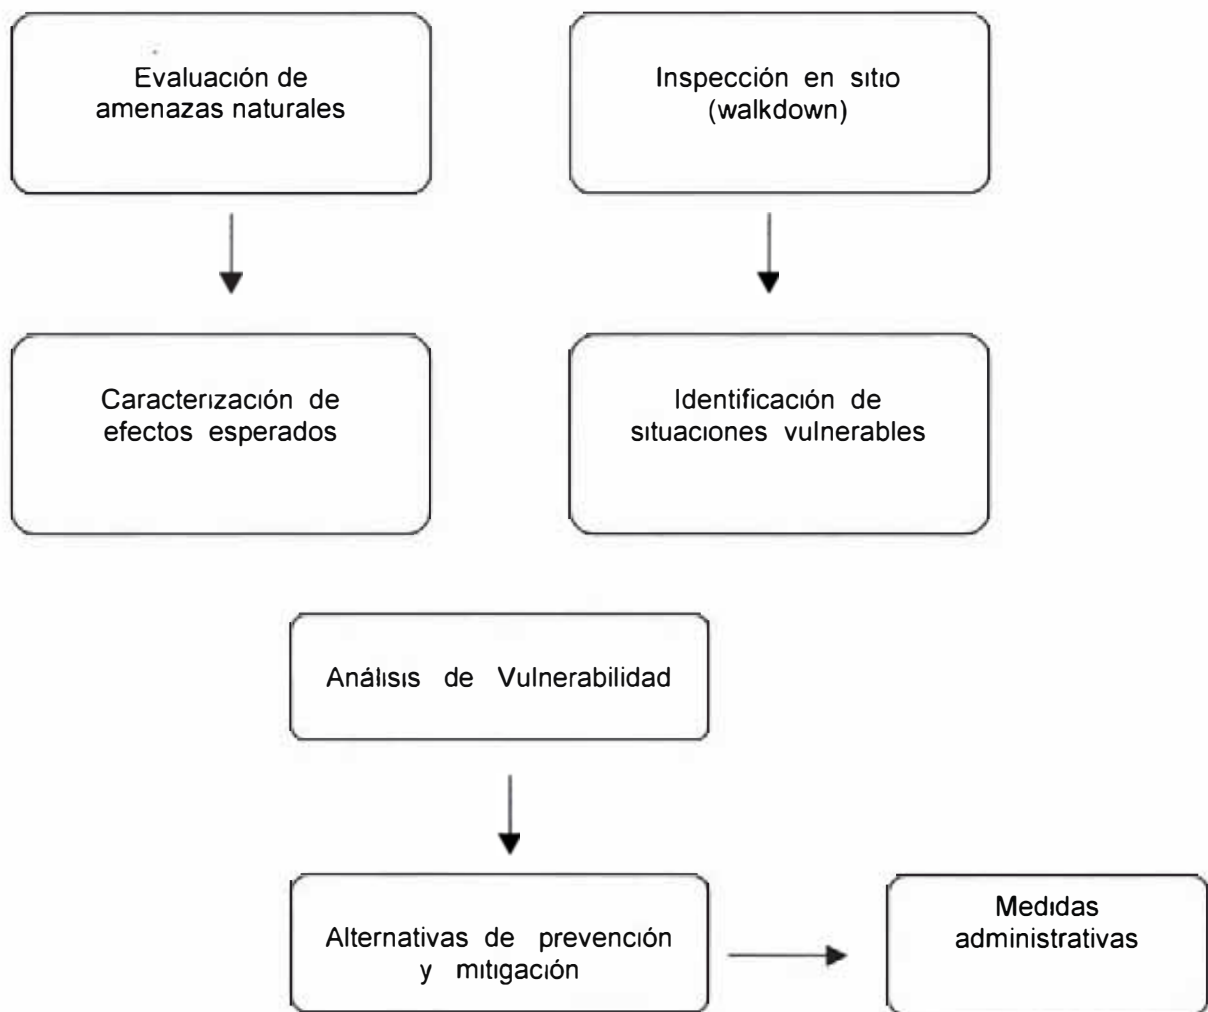 Evaluación de
amenazas naturales
Inspección en sitio
(walkdown)
Caracterización de
efectos esperados
Identificación de
situaciones vulnerables
Análisis de Vulnerabilidad
Alternativas de prevención
y mitigación
Medidas
administrativas